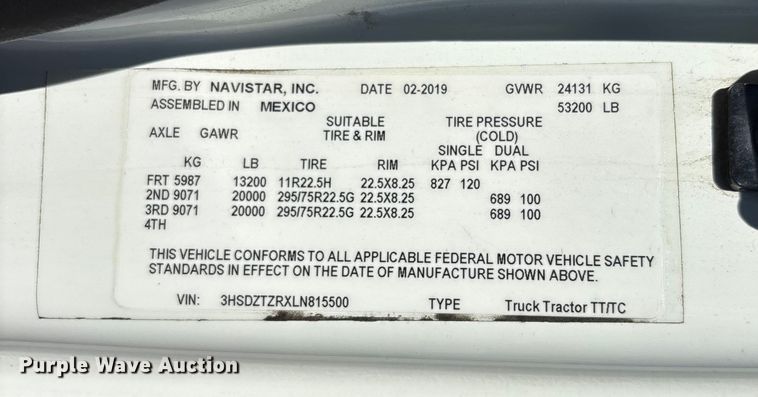 MFG. BY NAVISTAR, INC. DATE 02-2019 GVWR 24131 KG
ASSEMBLED IN MEXICO 53200 LB
SUITABLE TIRE PRESSURE
AXLE GAWR TIRE & RIM (COLD)
SINGLE DUAL
KG LB TIRE RIM KPA PSI KPA PSI
FRT 5987 13200 11R22.5H 22.5X8.25 827 120
2ND 9071 20000 295/75R22.5G 22.5X8.25 689 100
3RD 9071 20000 295/75R22.5G 22.5X8.25 689 100
4TH
THIS VEHICLE CONFORMS TO ALL APPLICABLE FEDERAL MOTOR VEHICLE SAFETY
STANDARDS IN EFFECT ON THE DATE OF MANUFACTURE SHOWN ABOVE.
VIN: 3HSDZTZRXLN815500 TYPE Truck Tractor TT/TC
Purple Wave Auction